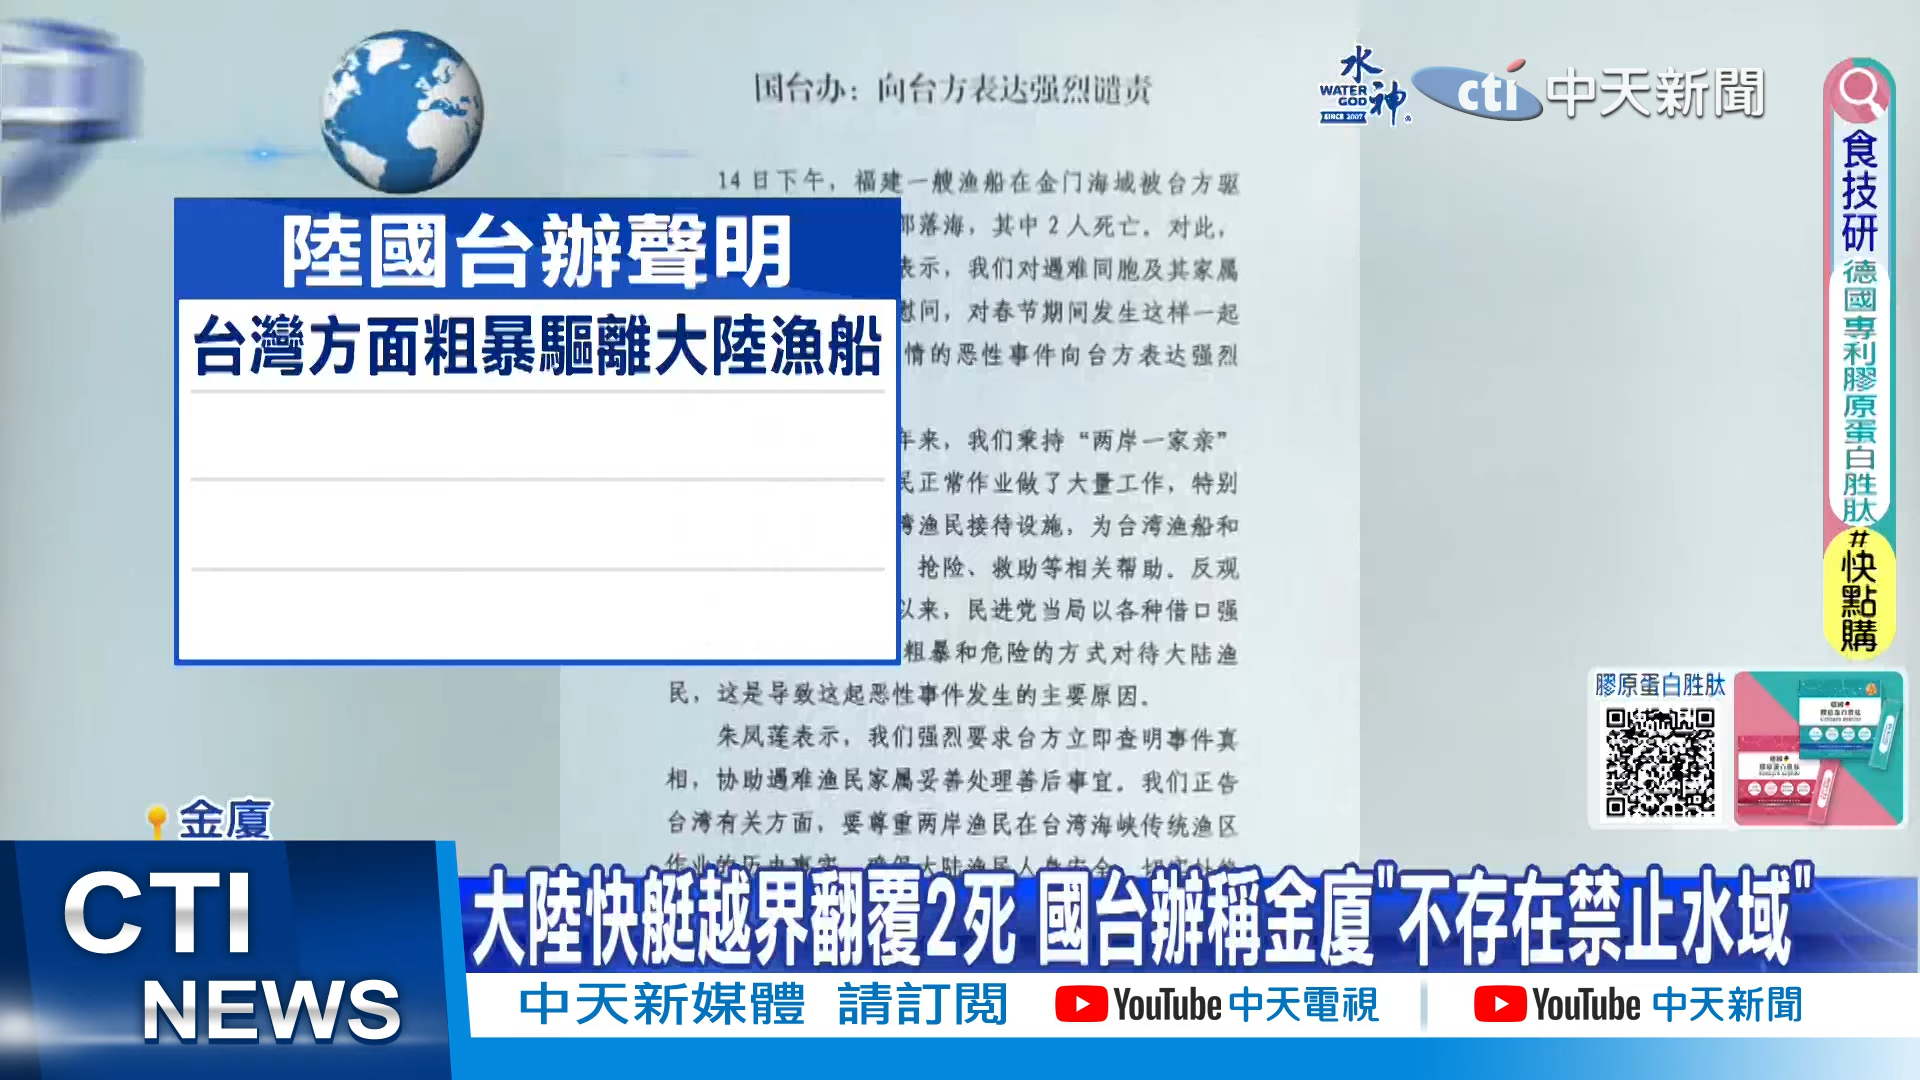 国台办：向台方表达强烈谴责
14日下午，福建一艘渔船在金门海域被台方驱
郎落海，其中2人死亡。对此，
表示，我们对遇难同胞及其家属
慰问，对春节期间发生这样一起
情的恶性事件向台方表达强烈
年来，我们秉持“两岸一家亲”
民正常作业做了大量工作，特别
湾渔民接待设施，为台湾渔船和
抢险、救助等相关帮助。反观
以来，民进党当局以各种借口强
粗暴和危险的方式对待大陆渔
民，这是导致这起恶性事件发生的主要原因。
朱凤莲表示，我们强烈要求台方立即查明事件真
相，协助遇难渔民家属妥善处理善后事宜。我们正告
台湾有关方面，要尊重两岸渔民在台湾海峡传统渔区
陸國台辦聲明
台灣方面粗暴驅離大陸漁船
水神
WATER
GOD
SINCE 2007
cti 中天新聞
食技研
德國專利膠原蛋白胜肽
#快點購
膠原蛋白胜肽
金廈
CTI
NEWS
大陸快艇越界翻覆2死 國台辦稱金廈"不存在禁止水域"
中天新媒體 請訂閱 YouTube 中天電視 YouTube 中天新聞